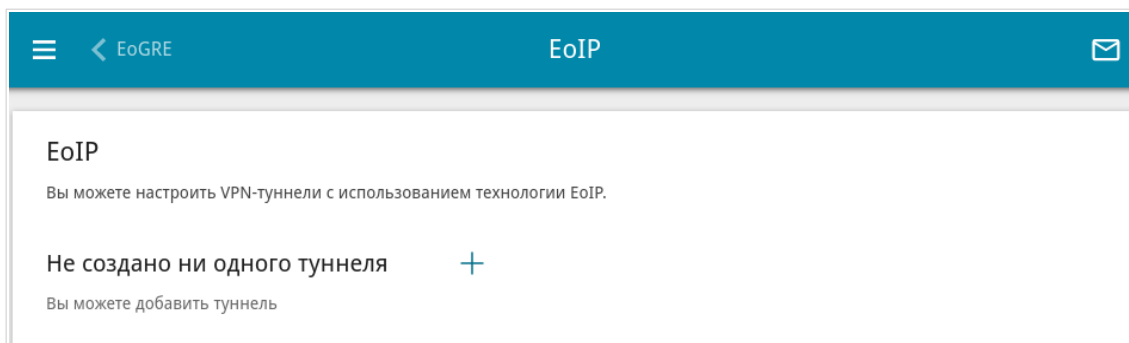 EoGRE EoIP
EoIP
Вы можете настроить VPN-туннели с использованием технологии EoIP.
Не создано ни одного туннеля
Вы можете добавить туннель